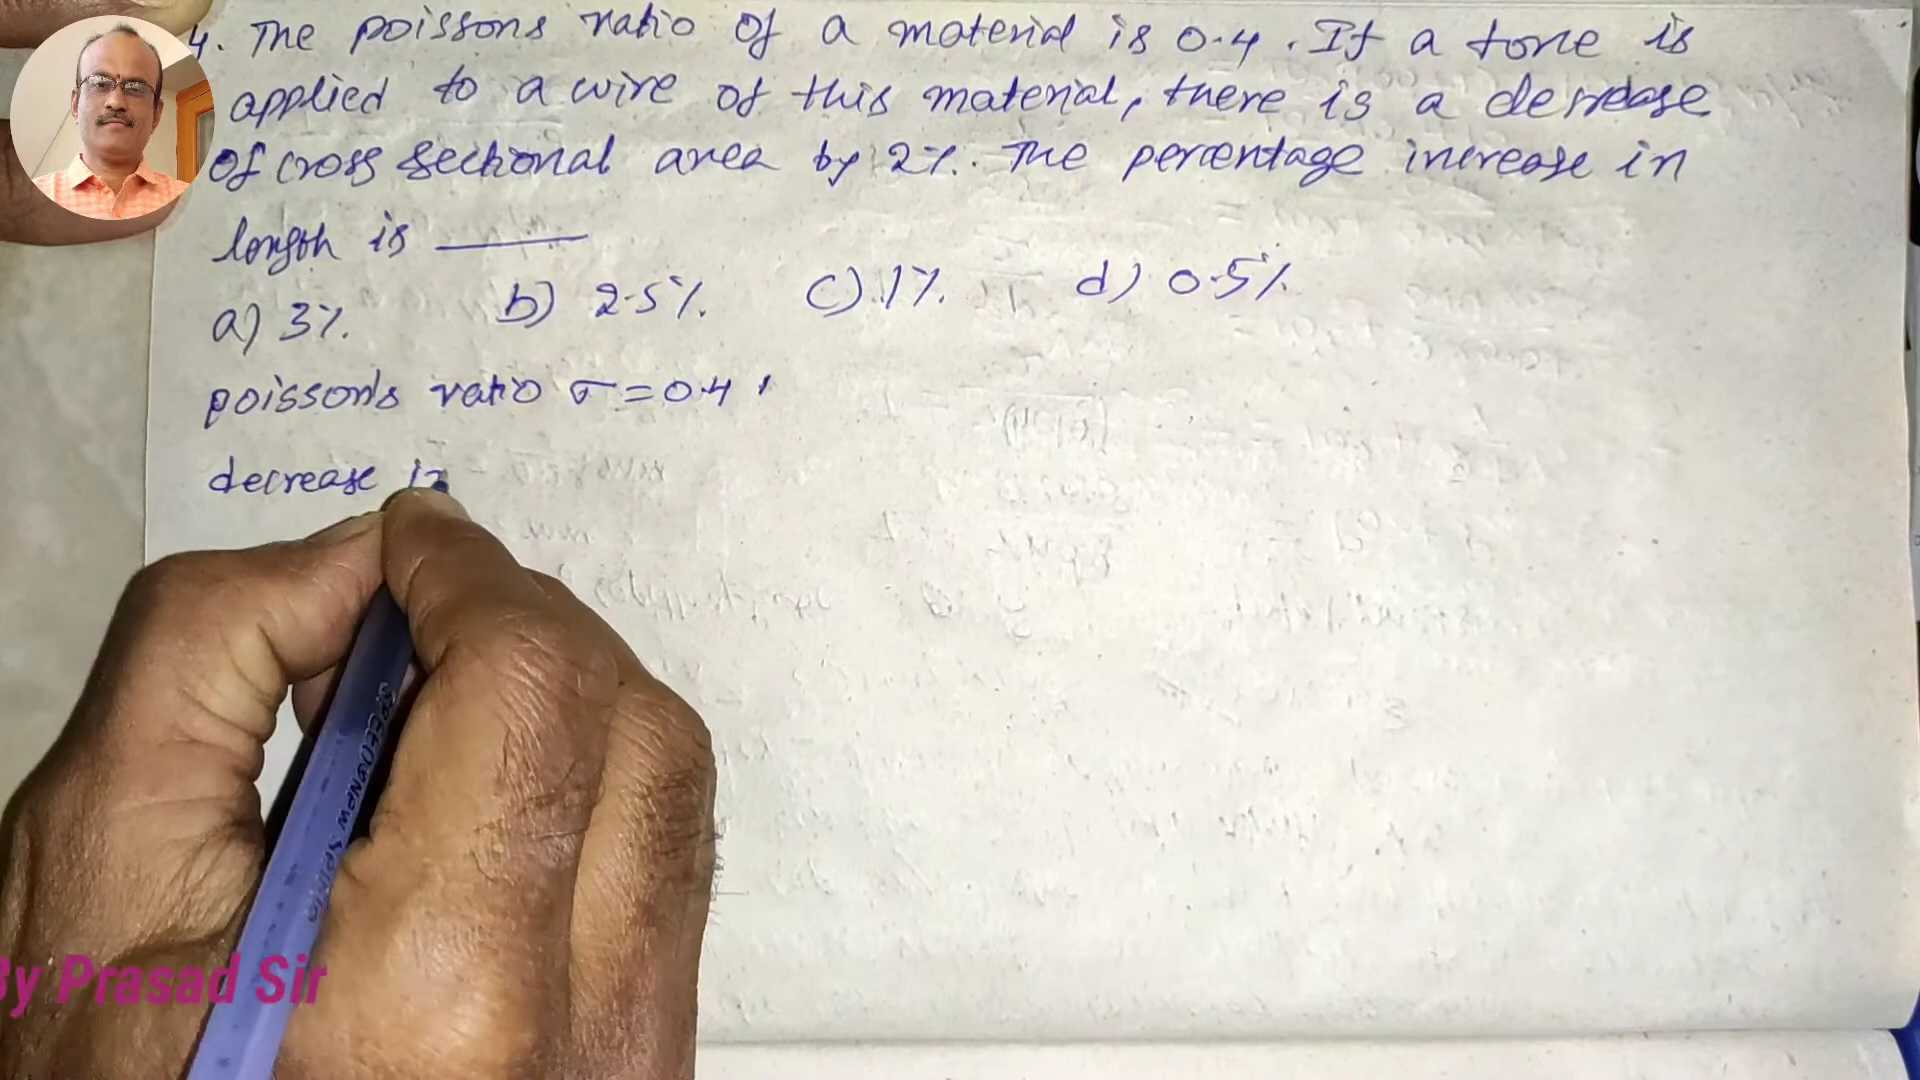 4. The poissons ratio of a material is 0.4. If a force is
applied to a wire of this material, there is a decrease
of cross sectional area by 2%. The percentage increase in
length is ______
a) 3%. b) 2.5%. c) 1%. d) 0.5%.
poisson's ratio σ = 0.4,
decrease in
By Prasad Sir